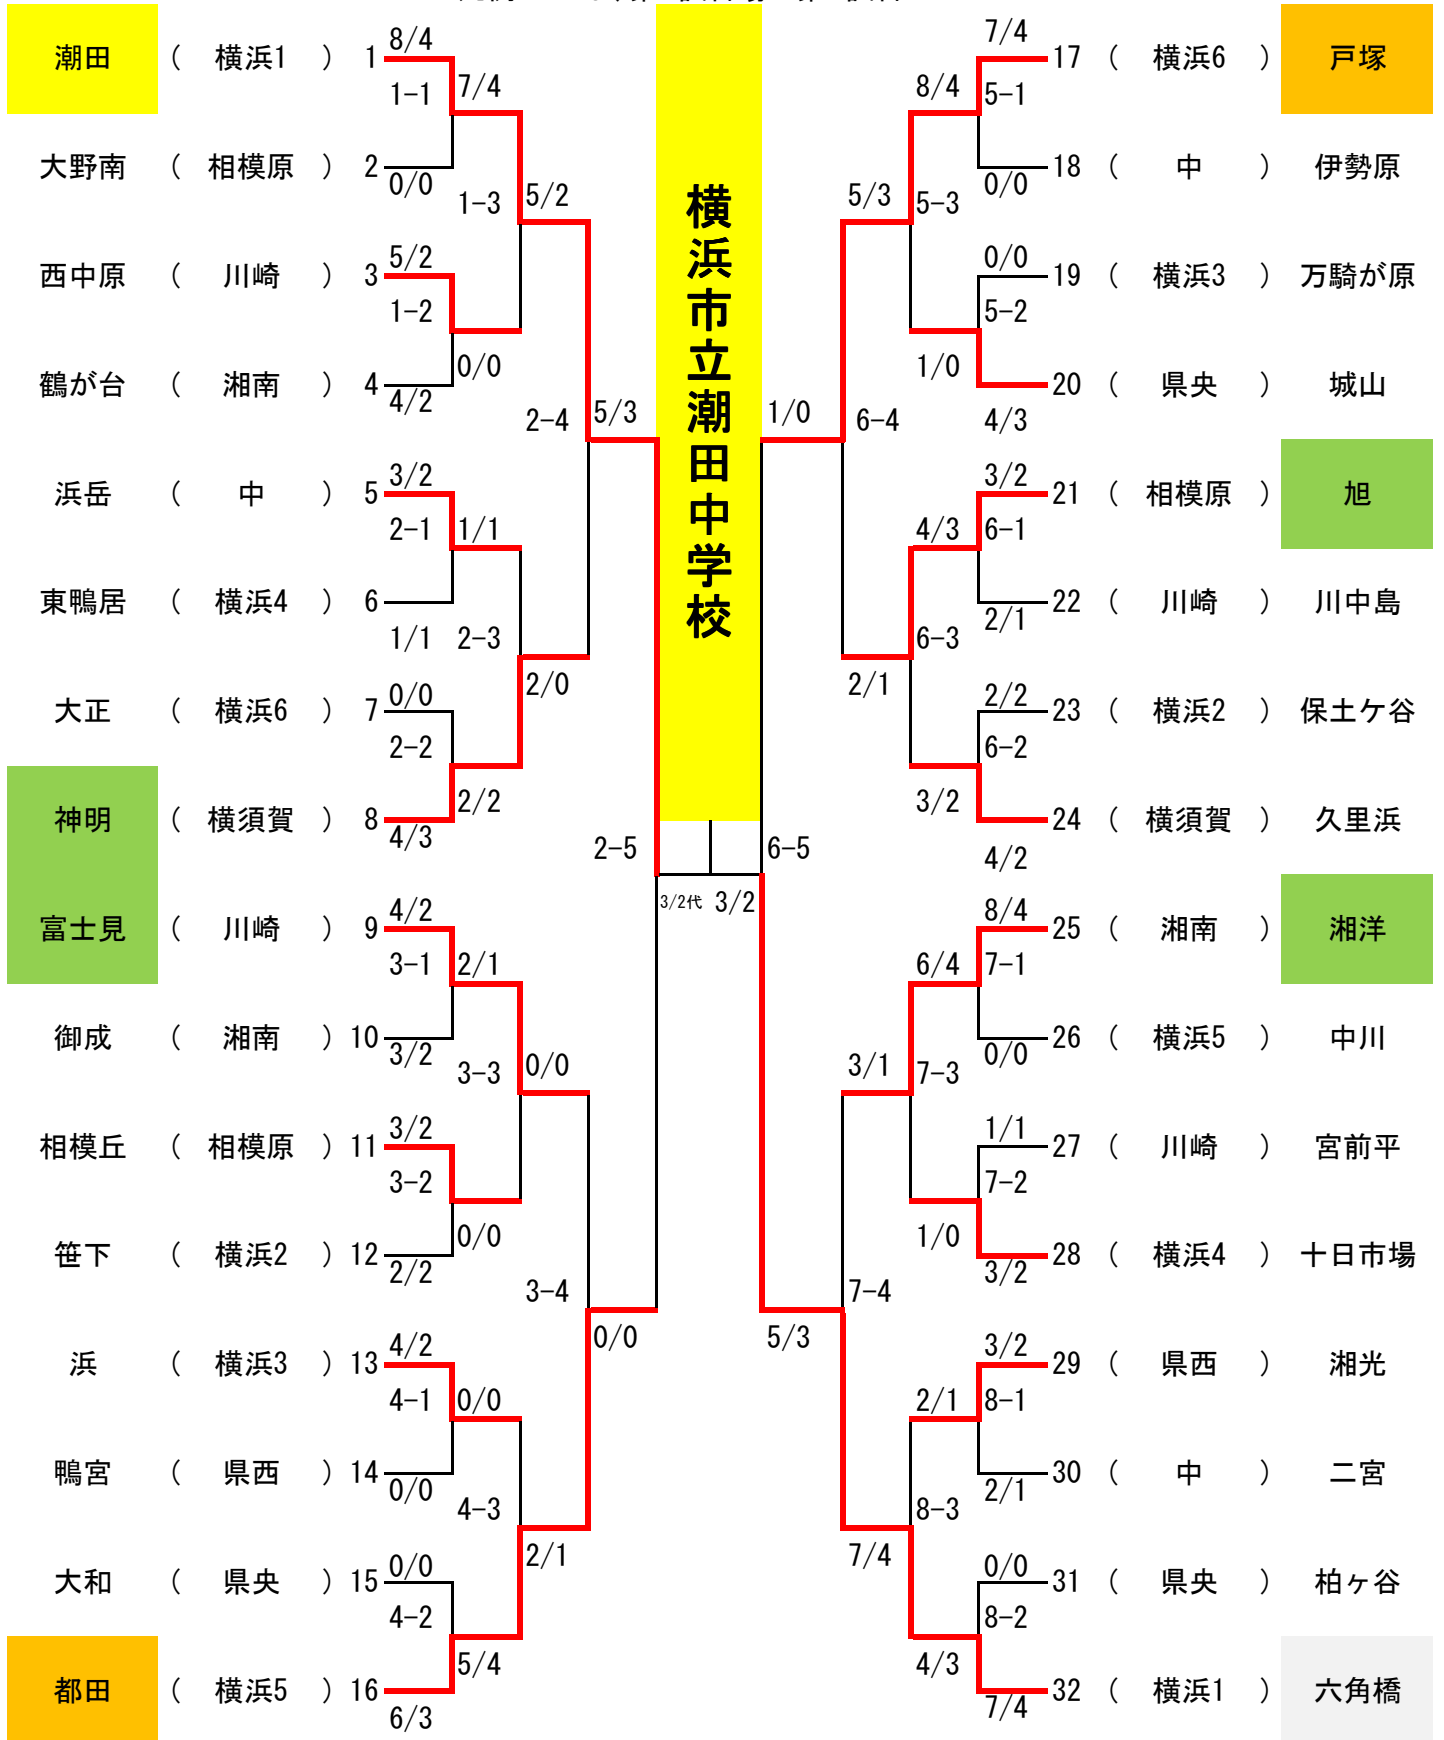 潮田 ( 横浜1 ) 1
大野南 ( 相模原 ) 2
西中原 ( 川崎 ) 3
鶴が台 ( 湘南 ) 4
浜岳 ( 中 ) 5
東鴨居 ( 横浜4 ) 6
大正 ( 横浜6 ) 7
神明 ( 横須賀 ) 8
富士見 ( 川崎 ) 9
御成 ( 湘南 ) 10
相模丘 ( 相模原 ) 11
笹下 ( 横浜2 ) 12
浜 ( 横浜3 ) 13
鴨宮 ( 県西 ) 14
大和 ( 県央 ) 15
都田 ( 横浜5 ) 16
8/4
1-1
0/0
5/2
1-2
4/2
3/2
2-1
1/1
0/0
2-2
4/3
4/2
3-1
3/2
3/2
3-2
2/2
4/2
4-1
0/0
0/0
4-2
6/3
7/4
1-3
0/0
1/1
2-3
2/2
2/1
3-3
0/0
0/0
4-3
5/4
5/2
2-4
2/0
0/0
3-4
2/1
5/3
2-5
0/0
横浜市立潮田中学校
3/2代 3/2
1/0
6-5
5/3
5/3
6-4
2/1
3/1
7-4
7/4
8/4
5-3
1/0
4/3
6-3
3/2
6/4
7-3
1/0
2/1
8-3
4/3
7/4
5-1
0/0
0/0
5-2
4/3
3/2
6-1
2/1
2/2
6-2
4/2
8/4
7-1
0/0
1/1
7-2
3/2
3/2
8-1
2/1
0/0
8-2
7/4
17 ( 横浜6 ) 戸塚
18 ( 中 ) 伊勢原
19 ( 横浜3 ) 万騎が原
20 ( 県央 ) 城山
21 ( 相模原 ) 旭
22 ( 川崎 ) 川中島
23 ( 横浜2 ) 保土ケ谷
24 ( 横須賀 ) 久里浜
25 ( 湘南 ) 湘洋
26 ( 横浜5 ) 中川
27 ( 川崎 ) 宮前平
28 ( 横浜4 ) 十日市場
29 ( 県西 ) 湘光
30 ( 中 ) 二宮
31 ( 県央 ) 柏ヶ谷
32 ( 横浜1 ) 六角橋